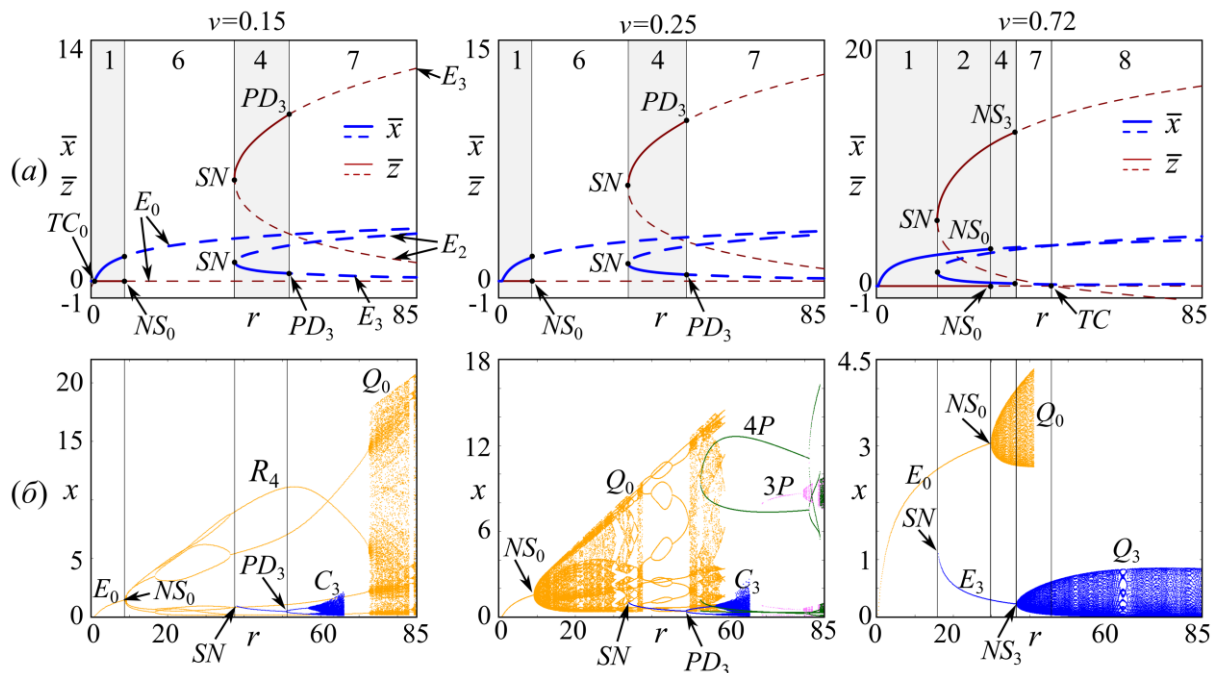 v=0.15
v=0.25
v=0.72
(а)
14
1 6 4 7
x̅
z̅
0
-1
TC₀
E₀
SN
PD₃
SN
E₃
x̅
z̅
E₂
NS₀
PD₃
E₃
0 r 85
15
1 6 4 7
x̅
z̅
0
-1
SN
PD₃
SN
NS₀
PD₃
0 r 85
20
1 2 4 7 8
x̅
z̅
0
-1
NS₃
x̅
z̅
SN
NS₀
NS₀
TC
0 r 85
(б)
20
15
10
5
0
x
Q₀
R₄
PD₃
C₃
E₀
NS₀
SN
0 20 r 60 85
18
12
6
0
x
4P
Q₀
3P
NS₀
C₃
SN
PD₃
20 r 60 85
4.5
3
1
0
x
NS₀
Q₀
E₀
SN
E₃
Q₃
NS₃
0 20 r 60 85